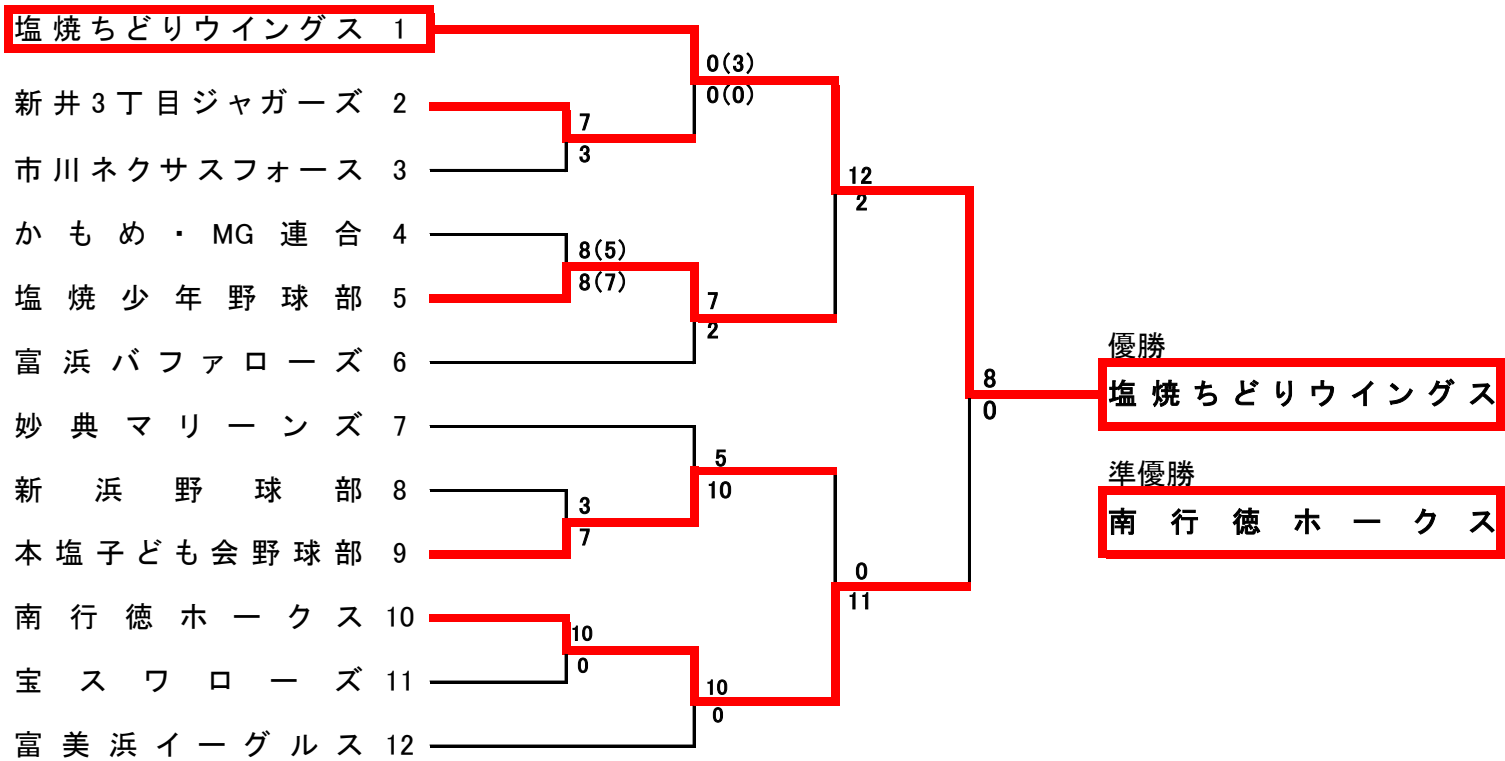 塩焼ちどりウイングス 1
0(3)
0(0)
新井3丁目ジャガーズ 2
7
3
市川ネクサスフォース 3
12
2
かもめ・MG連合 4
8(5)
8(7)
塩焼少年野球部 5
7
2
富浜バファローズ 6
優勝
8
0
塩焼ちどりウイングス
妙典マリーンズ 7
5
10
準優勝
新浜野球部 8
3
7
南行徳ホークス
本塩子ども会野球部 9
0
11
南行徳ホークス 10
10
0
宝スワローズ 11
10
0
富美浜イーグルス 12